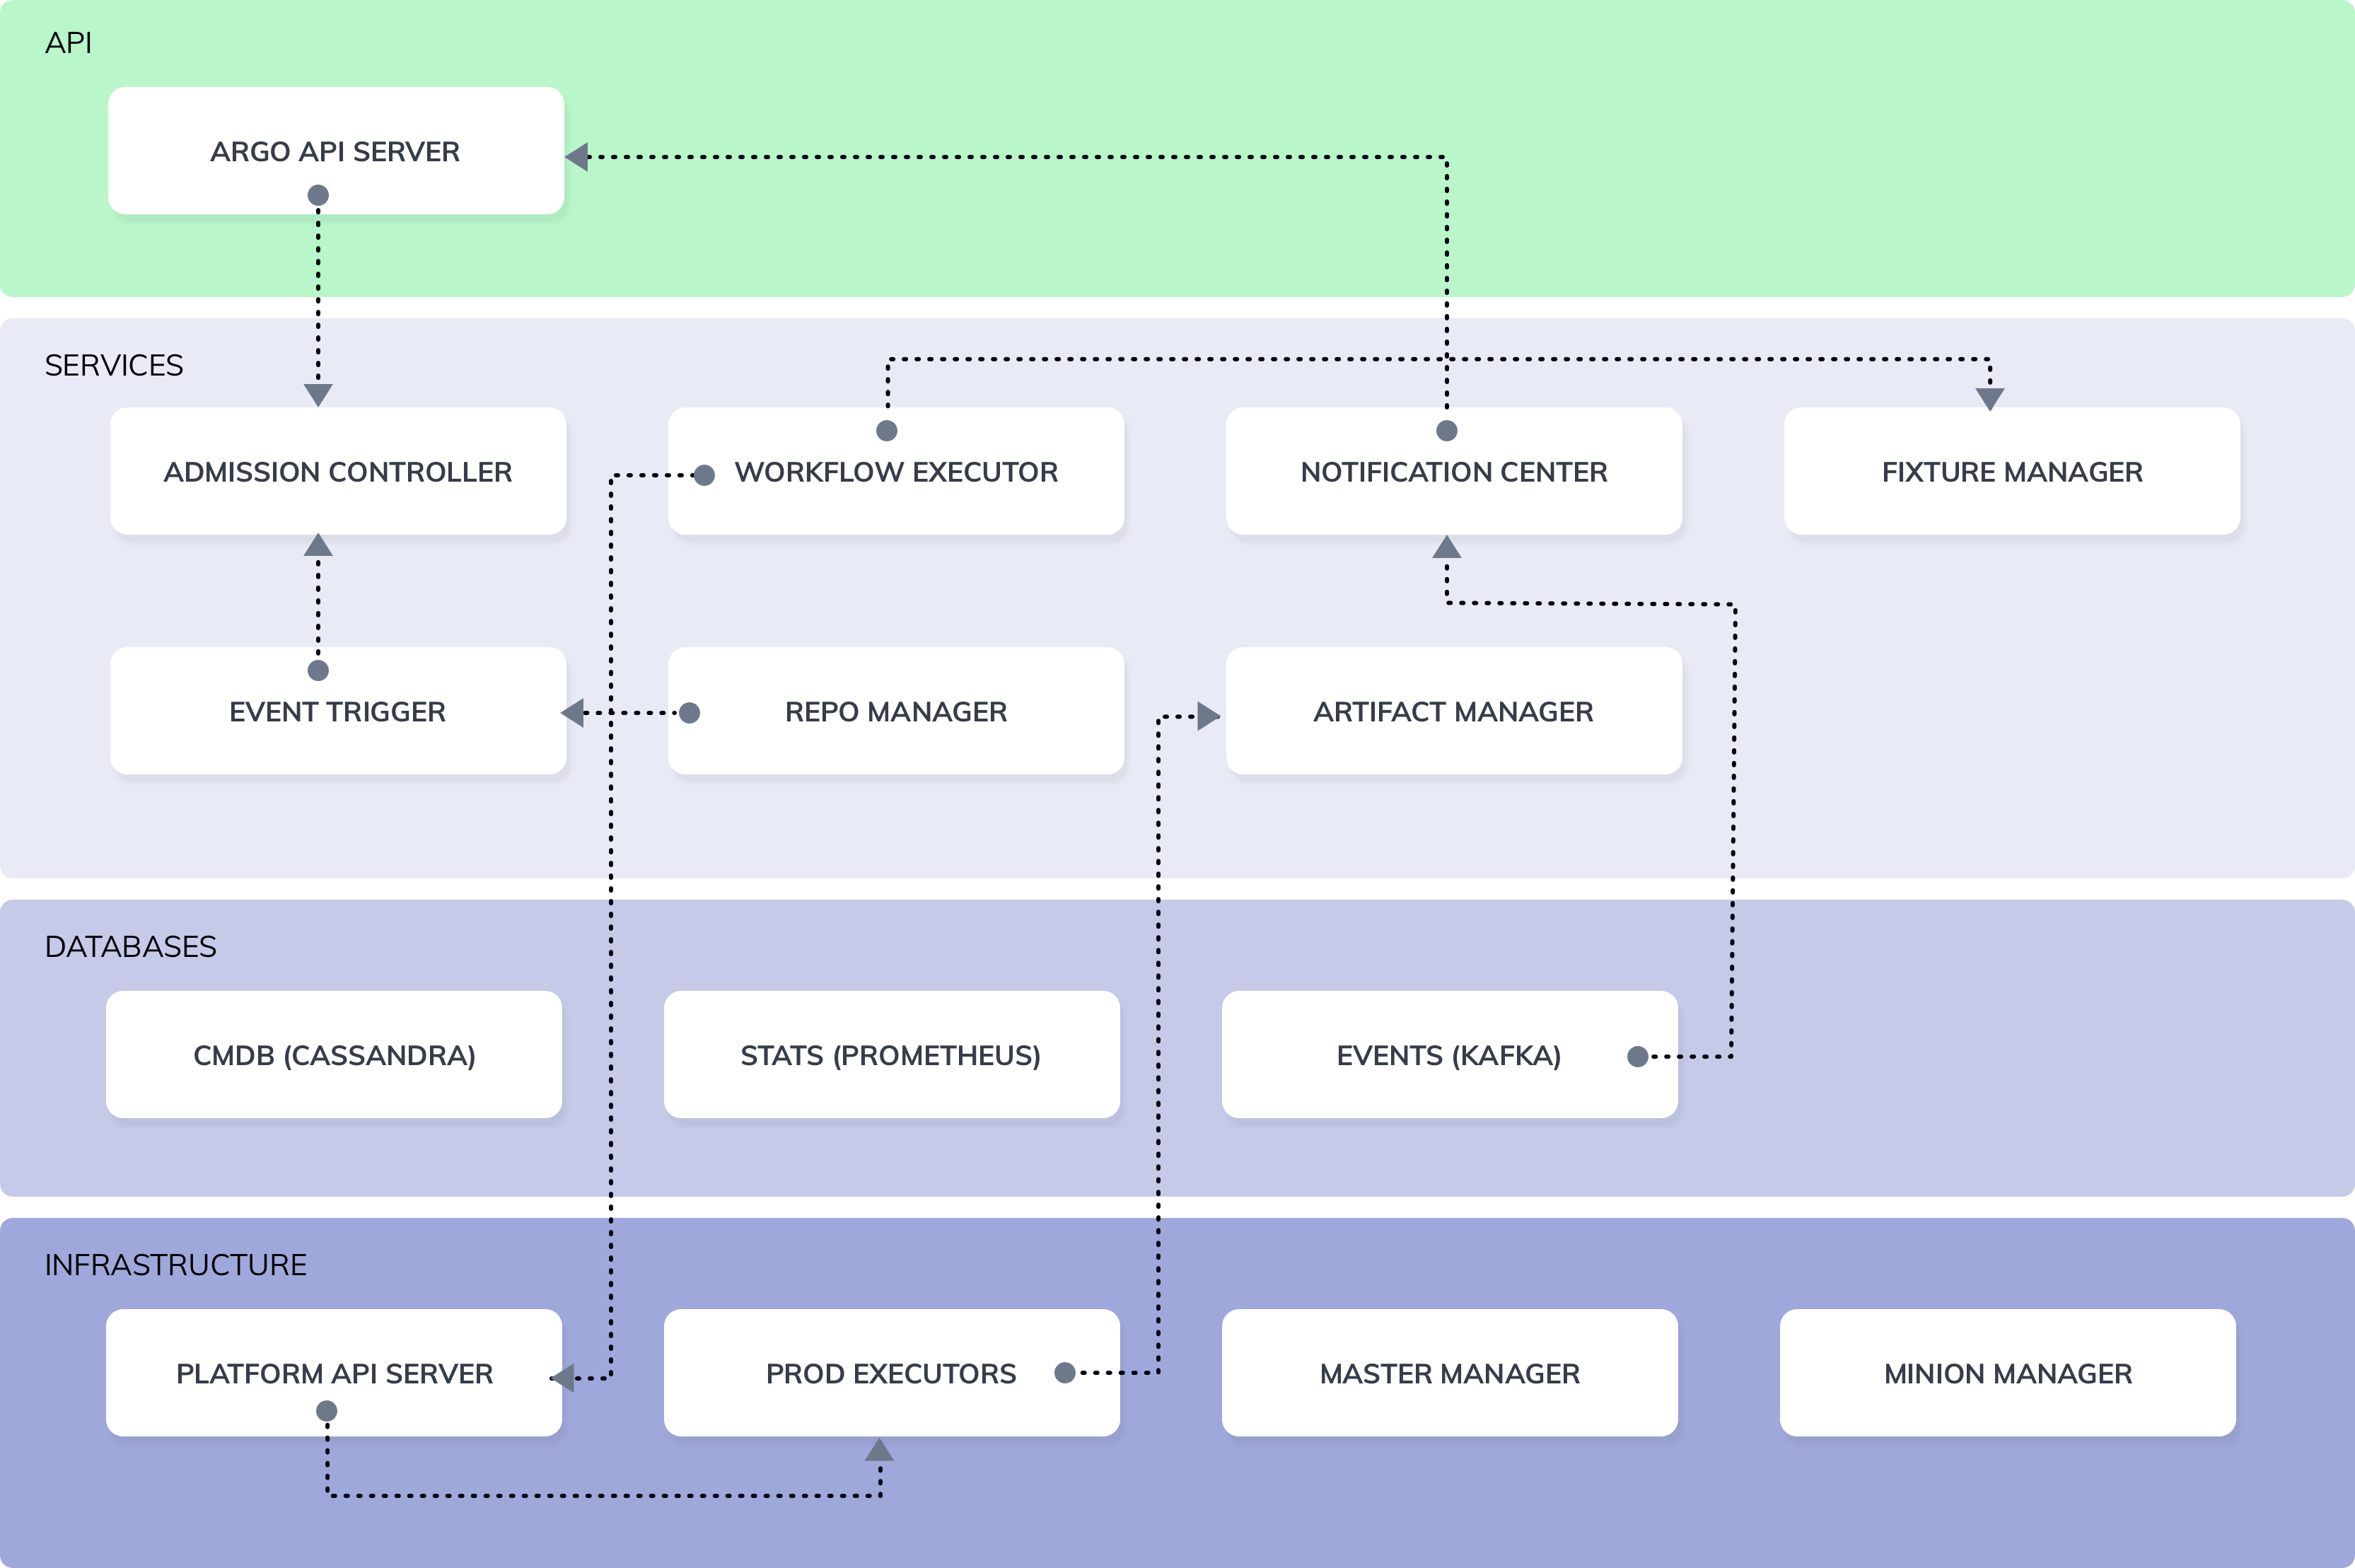 API
ARGO API SERVER
SERVICES
ADMISSION CONTROLLER
WORKFLOW EXECUTOR
NOTIFICATION CENTER
FIXTURE MANAGER
EVENT TRIGGER
REPO MANAGER
ARTIFACT MANAGER
DATABASES
CMDB (CASSANDRA)
STATS (PROMETHEUS)
EVENTS (KAFKA)
INFRASTRUCTURE
PLATFORM API SERVER
PROD EXECUTORS
MASTER MANAGER
MINION MANAGER